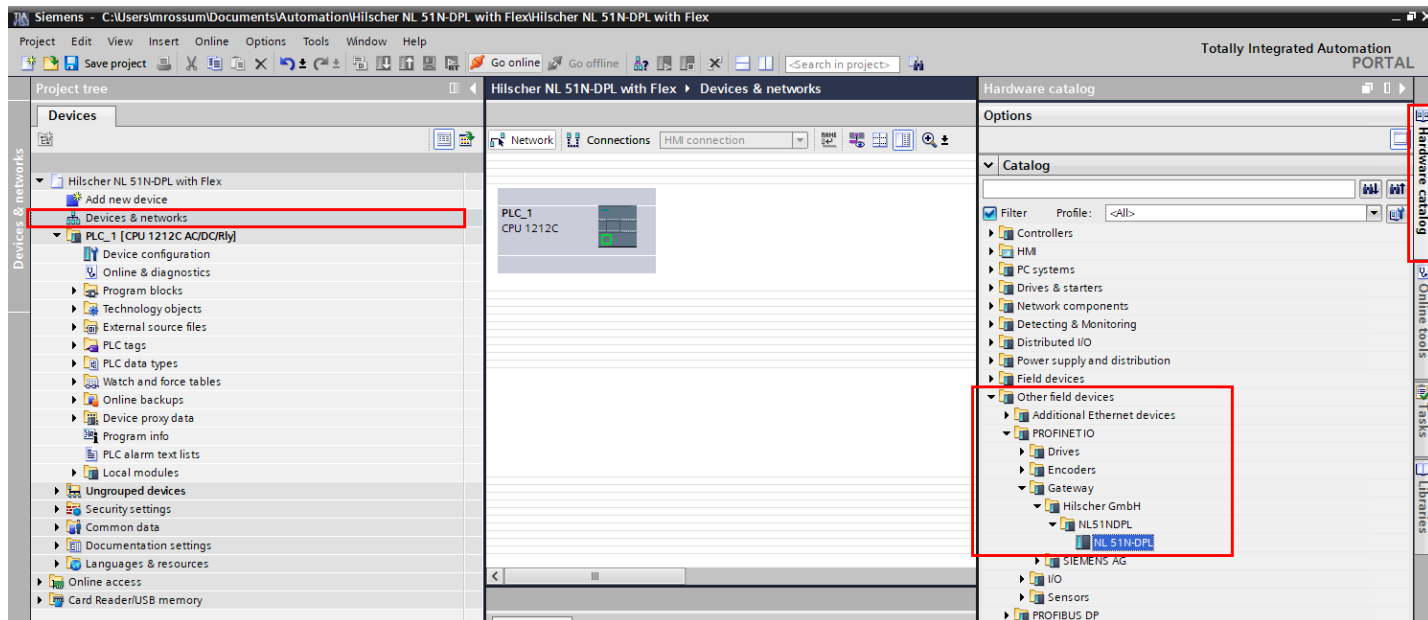 Siemens - C:\Users\mrossum\Documents\Automation\Hilscher NL 51N-DPL with Flex\Hilscher NL 51N-DPL with Flex
Project Edit View Insert Online Options Tools Window Help
Totally Integrated Automation
PORTAL
Save project Go online Go offline <Search in project>
Project tree
Devices
Devices & networks
Hilscher NL 51N-DPL with Flex
Add new device
Devices & networks
PLC_1 [CPU 1212C AC/DC/Rly]
Device configuration
Online & diagnostics
Program blocks
Technology objects
External source files
PLC tags
PLC data types
Watch and force tables
Online backups
Device proxy data
Program info
PLC alarm text lists
Local modules
Ungrouped devices
Security settings
Common data
Documentation settings
Languages & resources
Online access
Card Reader/USB memory
Hilscher NL 51N-DPL with Flex Devices & networks
Network Connections HMI connection
PLC_1
CPU 1212C
Hardware catalog
Options
Catalog
Filter Profile: <All>
Controllers
HMI
PC systems
Drives & starters
Network components
Detecting & Monitoring
Distributed I/O
Power supply and distribution
Field devices
Other field devices
Additional Ethernet devices
PROFINET IO
Drives
Encoders
Gateway
Hilscher GmbH
NL51NDPL
NL 51N-DPL
SIEMENS AG
I/O
Sensors
PROFIBUS DP
Hardware catalog
Online tools
Tasks
Libraries